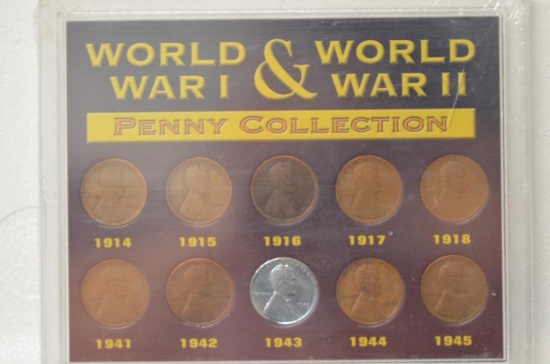 WORLD & WORLD
WAR I WAR II
PENNY COLLECTION
1914 1915 1916 1917 1918
1941 1942 1943 1944 1945